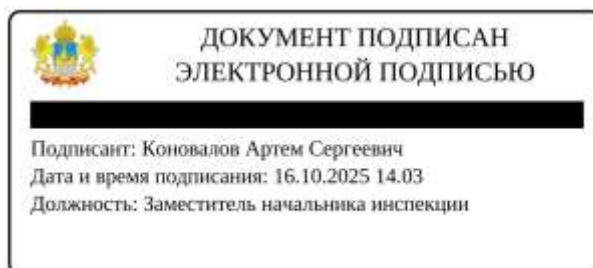 ДОКУМЕНТ ПОДПИСАН
ЭЛЕКТРОННОЙ ПОДПИСЬЮ
Подписант: Коновалов Артем Сергеевич
Дата и время подписания: 16.10.2025 14.03
Должность: Заместитель начальника инспекции